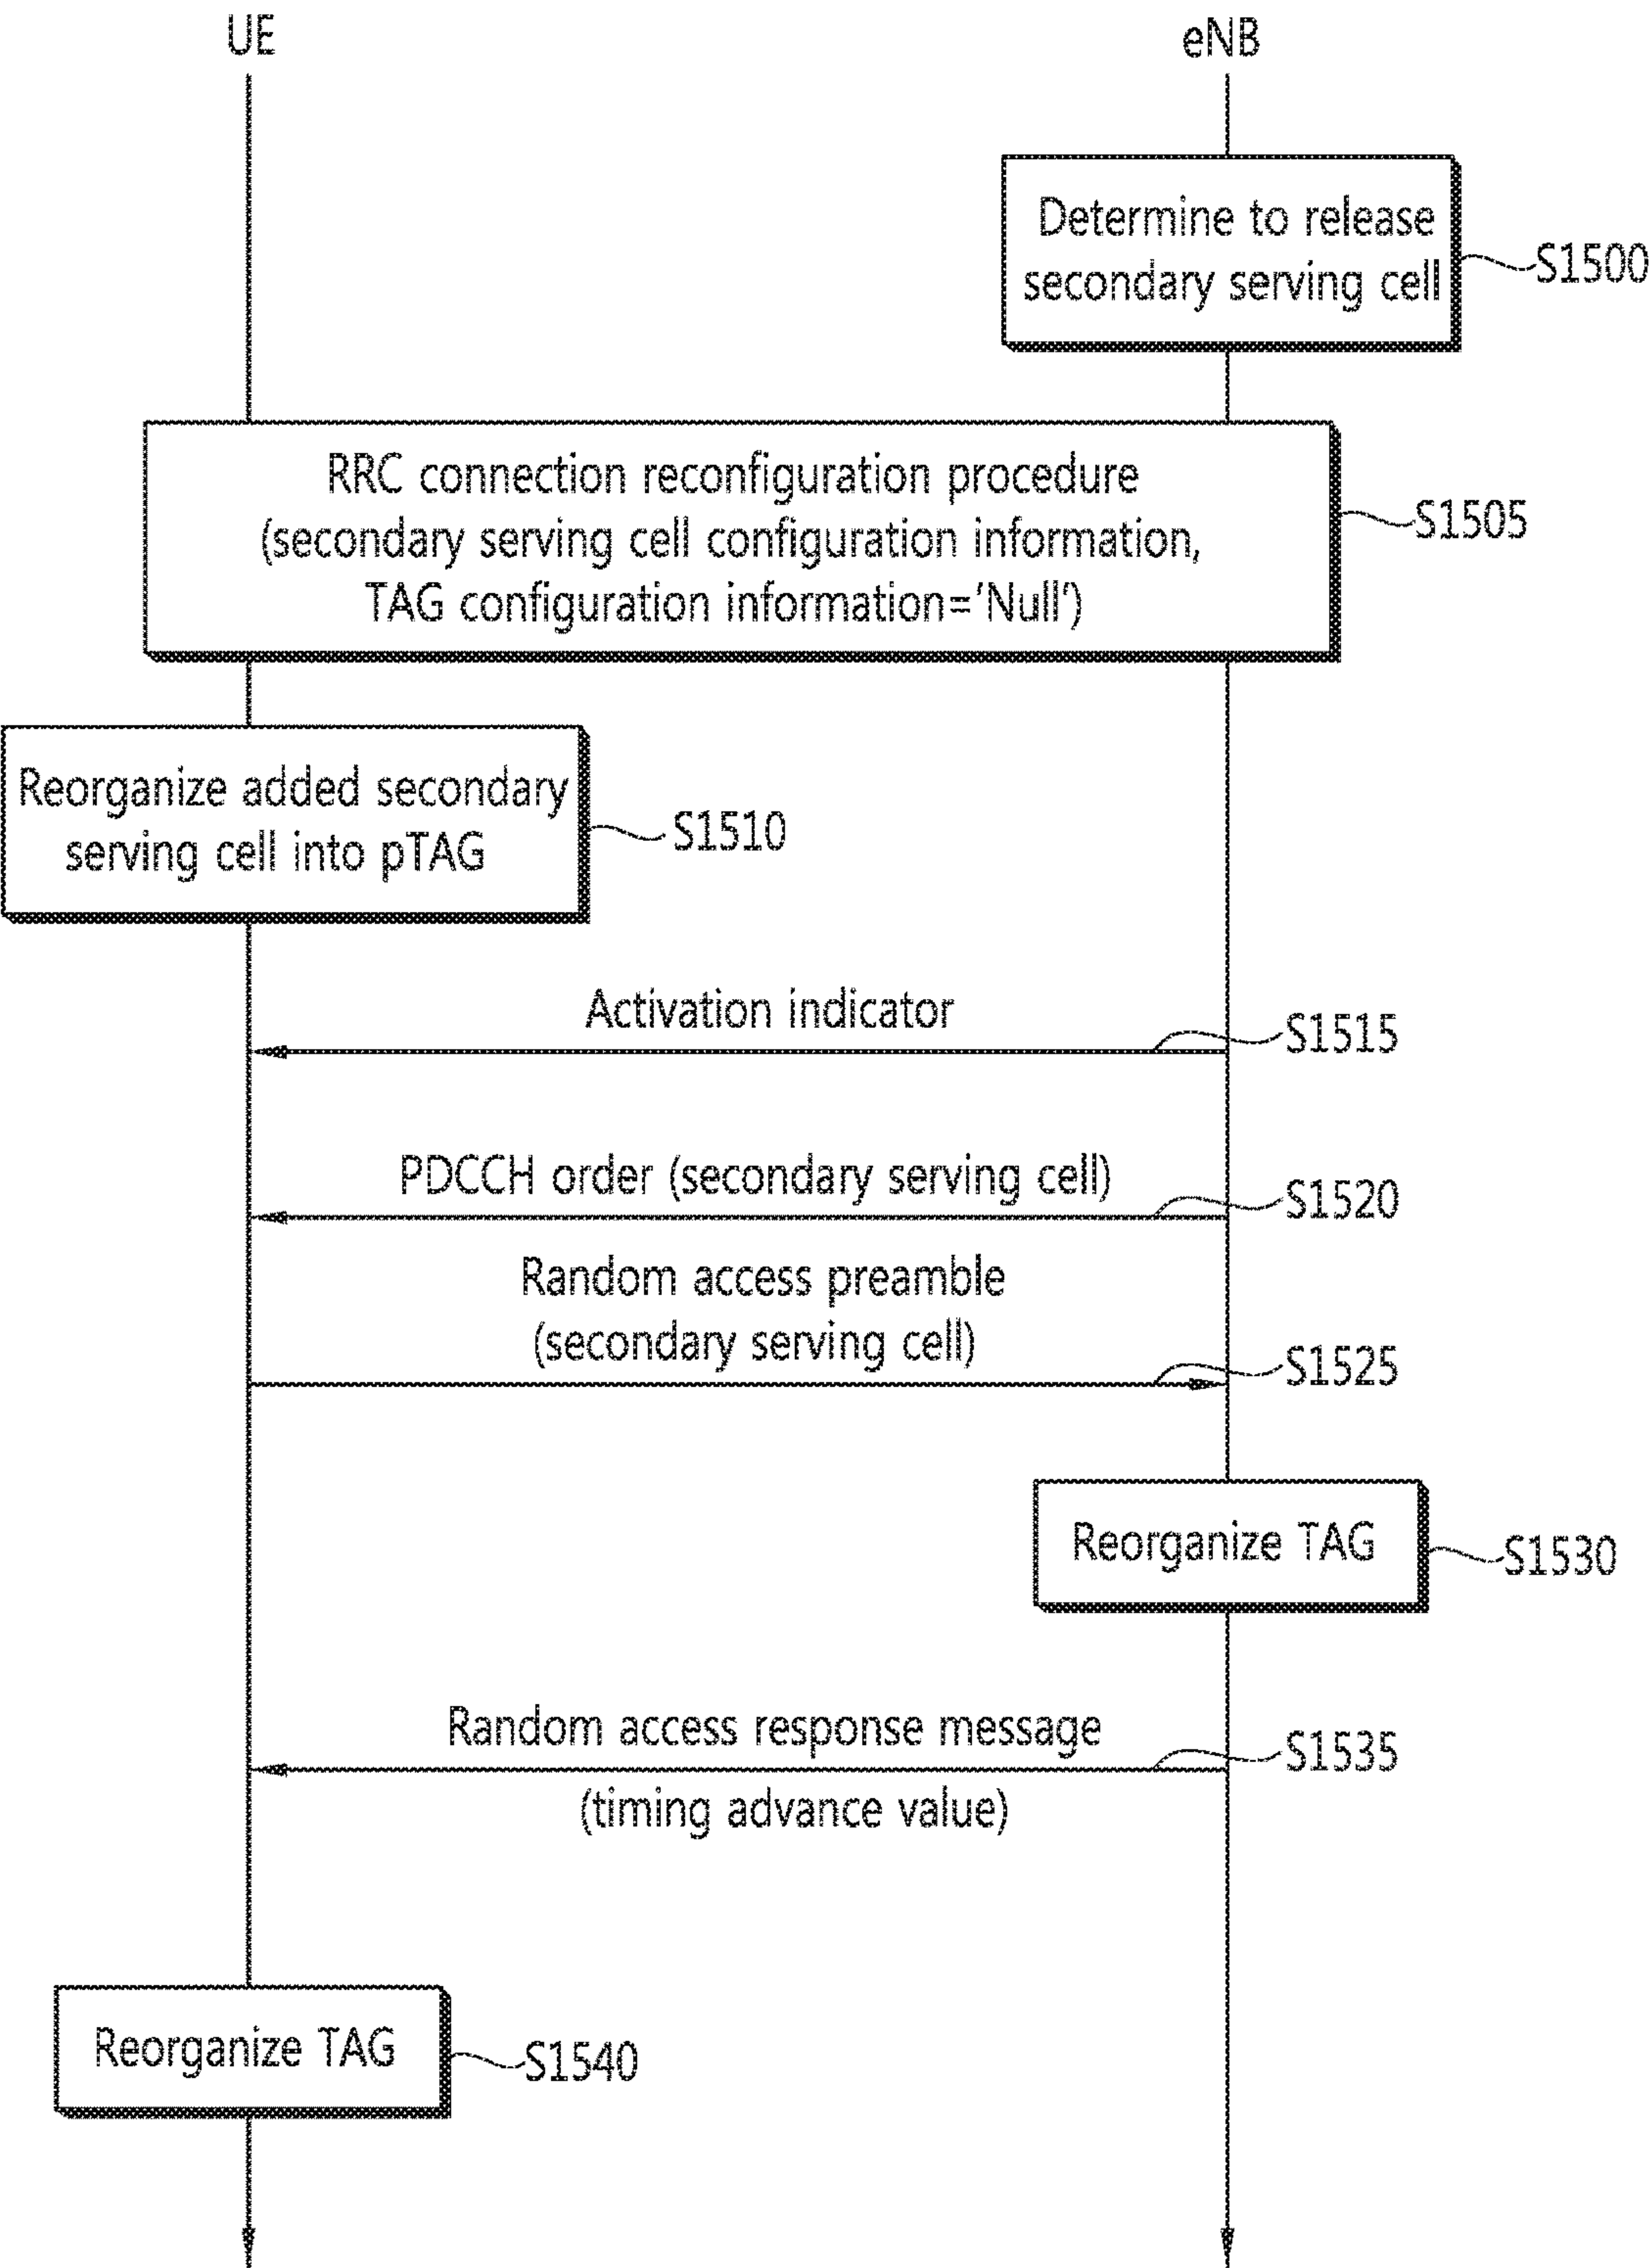 UE
eNB
Determine to release
secondary serving cell
S1500
RRC connection reconfiguration procedure
(secondary serving cell configuration information,
TAG configuration information='Null')
S1505
Reorganize added secondary
serving cell into pTAG
S1510
Activation indicator
S1515
PDCCH order (secondary serving cell)
S1520
Random access preamble
(secondary serving cell)
S1525
Reorganize TAG
S1530
Random access response message
S1535
(timing advance value)
Reorganize TAG
S1540